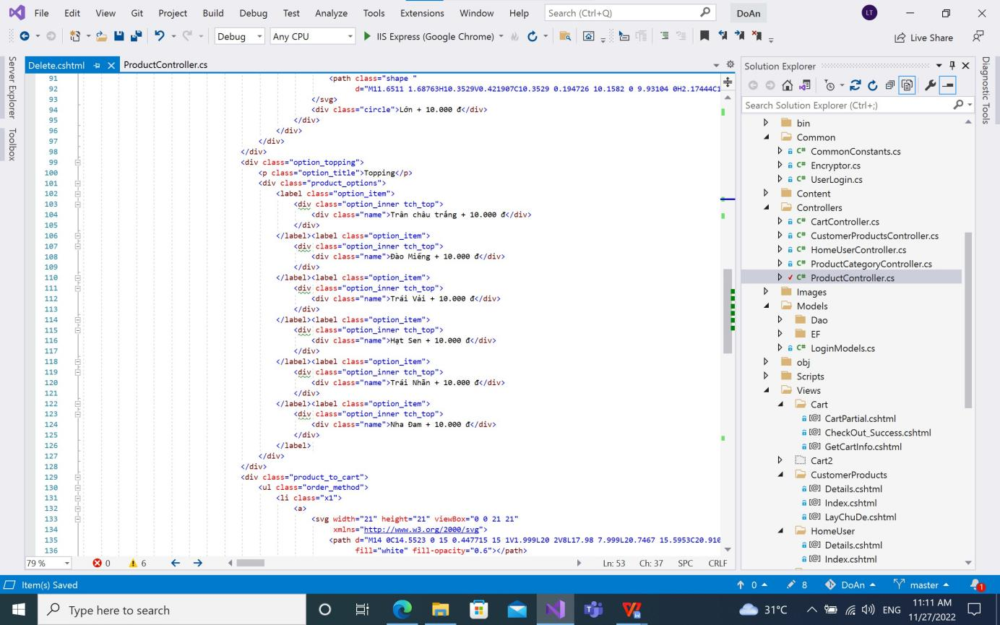 File Edit View Git Project Build Debug Test Analyze Tools Extensions Window Help Search (Ctrl+Q) DoAn LT
Debug Any CPU IIS Express (Google Chrome) Live Share
Server Explorer
Toolbox
Delete.cshtml ProductController.cs
91 <path class="shape "
92 d="M11.6511 1.68763H10.3529V0.421907C10.3529 0.194726 10.1582 0 9.93104 0H2.17444C1
93 </svg>
94 <div class="circle">Lớn + 10.000 đ</div>
95 </div>
96 </div>
97 </div>
98 </div>
99 <div class="option_topping">
100 <p class="option_title">Topping</p>
101 <div class="product_options">
102 <label class="option_item">
103 <div class="option_inner tch_top">
104 <div class="name">Trân châu trắng + 10.000 đ</div>
105 </div>
106 </label><label class="option_item">
107 <div class="option_inner tch_top">
108 <div class="name">Đào Miếng + 10.000 đ</div>
109 </div>
110 </label><label class="option_item">
111 <div class="option_inner tch_top">
112 <div class="name">Trái Vải + 10.000 đ</div>
113 </div>
114 </label><label class="option_item">
115 <div class="option_inner tch_top">
116 <div class="name">Hạt Sen + 10.000 đ</div>
117 </div>
118 </label><label class="option_item">
119 <div class="option_inner tch_top">
120 <div class="name">Trái Nhãn + 10.000 đ</div>
121 </div>
122 </label><label class="option_item">
123 <div class="option_inner tch_top">
124 <div class="name">Nha Đam + 10.000 đ</div>
125 </div>
126 </label>
127 </div>
128 </div>
129 <div class="product_to_cart">
130 <ul class="order_method">
131 <li class="x1">
132 <a>
133 <svg width="21" height="21" viewBox="0 0 21 21"
134 xmlns="http://www.w3.org/2000/svg">
135 <path d="M14 0C14.5523 0 15 0.447715 15 1V1.999L20 2V8L17.98 7.999L20.7467 15.5953C20.910
136 fill="white" fill-opacity="0.6"></path>
79 % 0 6 Ln: 53 Ch: 37 SPC CRLF
Solution Explorer
Search Solution Explorer (Ctrl+;)
bin
Common
C# CommonConstants.cs
C# Encryptor.cs
C# UserLogin.cs
Content
Controllers
C# CartController.cs
C# CustomerProductsController.cs
C# HomeUserController.cs
C# ProductCategoryController.cs
C# ProductController.cs
Images
Models
Dao
EF
C# LoginModels.cs
obj
Scripts
Views
Cart
[@] CartPartial.cshtml
[@] CheckOut_Success.cshtml
[@] GetCartInfo.cshtml
Cart2
CustomerProducts
[@] Details.cshtml
[@] Index.cshtml
[@] LayChuDe.cshtml
HomeUser
[@] Details.cshtml
[@] Index.cshtml
Diagnostic Tools
Item(s) Saved 0 8 DoAn master 1
Type here to search 31°C ENG 11:11 AM
11/27/2022